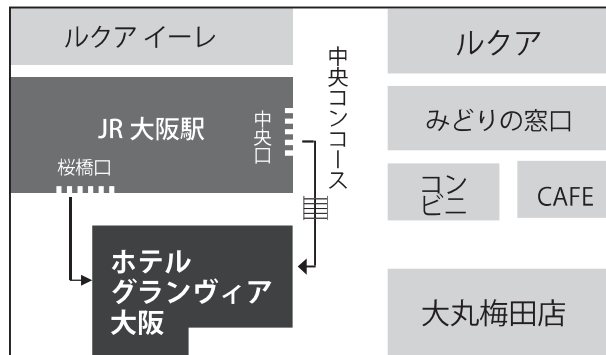 ルクア イーレ
中央コンコース
ルクア
JR 大阪駅
中央口
桜橋口
みどりの窓口
コン
ビニ
CAFE
ホテル
グランヴィア
大阪
大丸梅田店